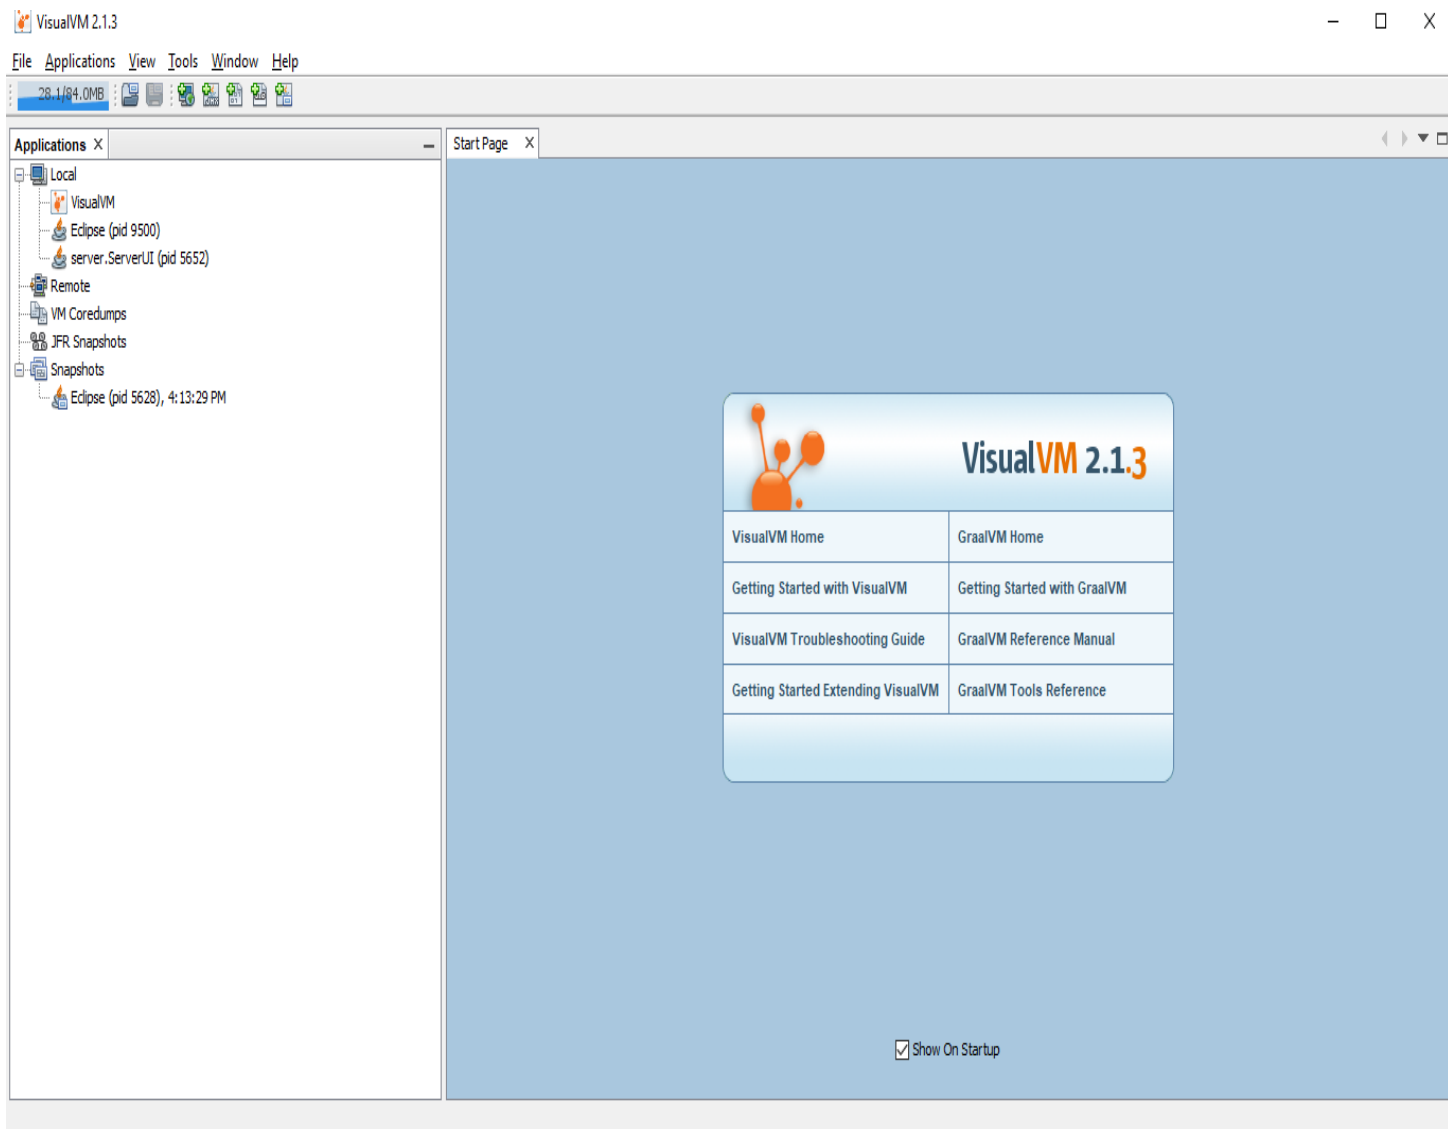 VisualVM 2.1.3
File Applications View Tools Window Help
28.1/84.0MB
Applications X
Start Page X
Local
VisualVM
Eclipse (pid 9500)
server.ServerUI (pid 5652)
Remote
VM Coredumps
JFR Snapshots
Snapshots
Eclipse (pid 5628), 4:13:29 PM
VisualVM 2.1.3
VisualVM Home
GraalVM Home
Getting Started with VisualVM
Getting Started with GraalVM
VisualVM Troubleshooting Guide
GraalVM Reference Manual
Getting Started Extending VisualVM
GraalVM Tools Reference
Show On Startup